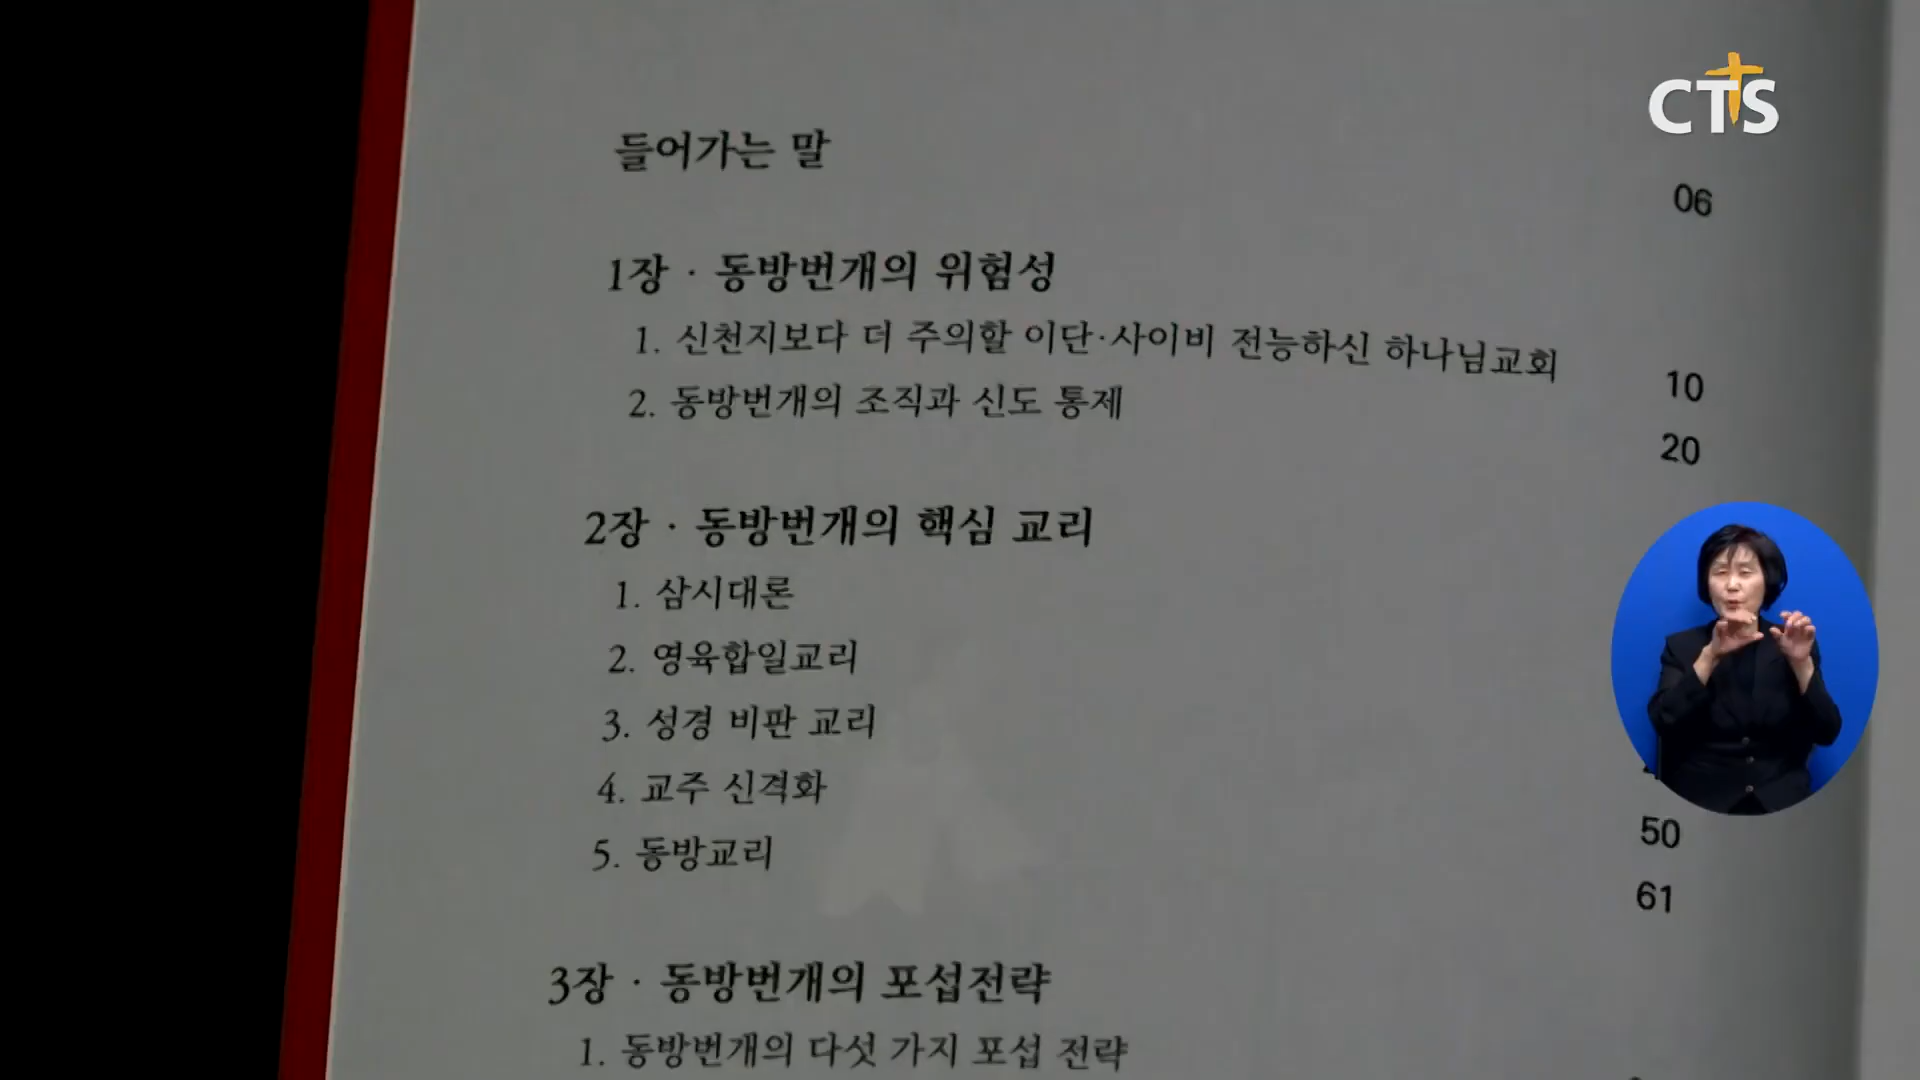 CTS
들어가는 말
06
1장 · 동방번개의 위험성
1. 신천지보다 더 주의할 이단·사이비 전능하신 하나님교회
10
2. 동방번개의 조직과 신도 통제
20
2장 · 동방번개의 핵심 교리
1. 삼시대론
2. 영육합일교리
3. 성경 비판 교리
4. 교주 신격화
50
5. 동방교리
61
3장 · 동방번개의 포섭전략
1. 동방번개의 다섯 가지 포섭 전략